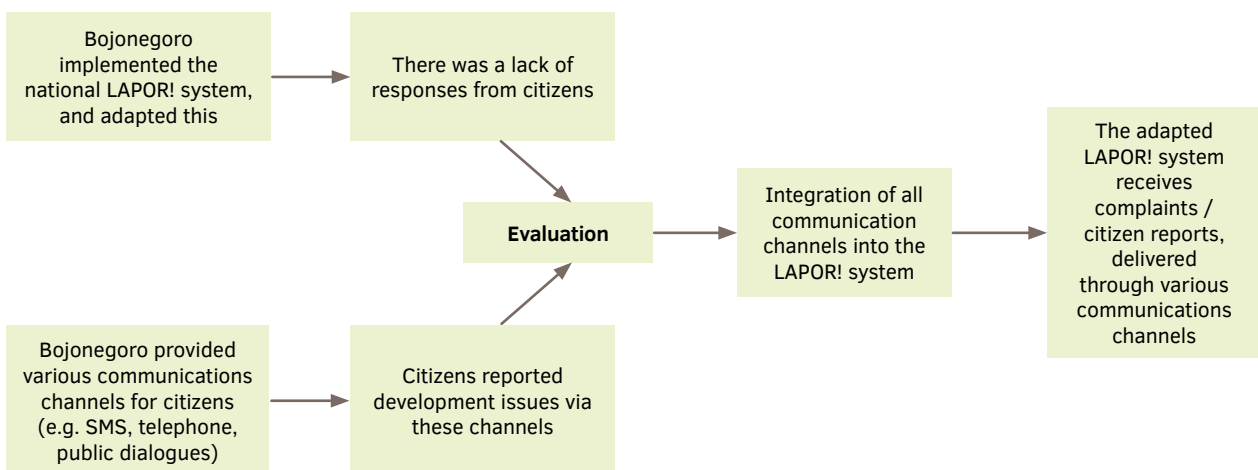 Bojonegoro
implemented the
national LAPOR! system,
and adapted this
There was a lack of
responses from citizens
Evaluation
Bojonegoro provided
various communications
channels for citizens
(e.g. SMS, telephone,
public dialogues)
Citizens reported
development issues via
these channels
Integration of all
communication
channels into the
LAPOR! system
The adapted
LAPOR! system
receives
complaints /
citizen reports,
delivered
through various
communications
channels